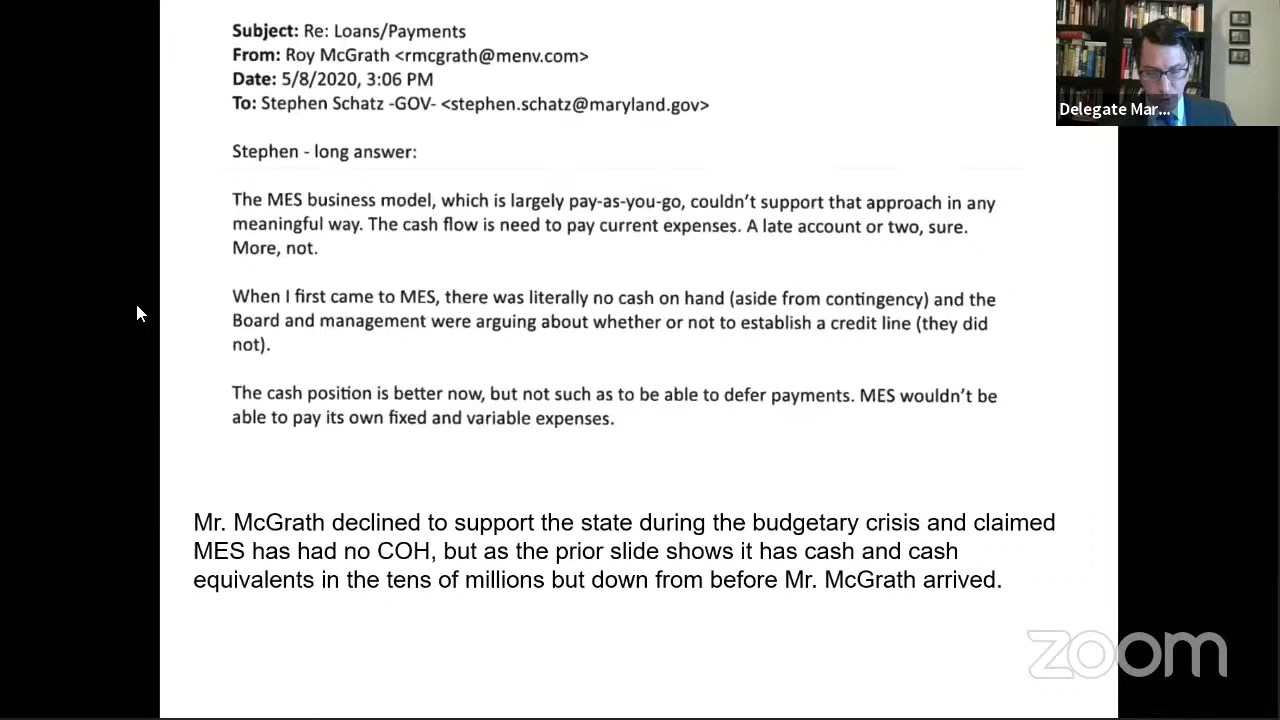 Subject: Re: Loans/Payments
From: Roy McGrath <rmcgrath@menv.com>
Date: 5/8/2020, 3:06 PM
To: Stephen Schatz -GOV- <stephen.schatz@maryland.gov>
Stephen - long answer:
The MES business model, which is largely pay-as-you-go, couldn't support that approach in any
meaningful way. The cash flow is need to pay current expenses. A late account or two, sure.
More, not.
When I first came to MES, there was literally no cash on hand (aside from contingency) and the
Board and management were arguing about whether or not to establish a credit line (they did
not).
The cash position is better now, but not such as to be able to defer payments. MES wouldn't be
able to pay its own fixed and variable expenses.
Mr. McGrath declined to support the state during the budgetary crisis and claimed
MES has had no COH, but as the prior slide shows it has cash and cash
equivalents in the tens of millions but down from before Mr. McGrath arrived.
Delegate Mar...
zoom